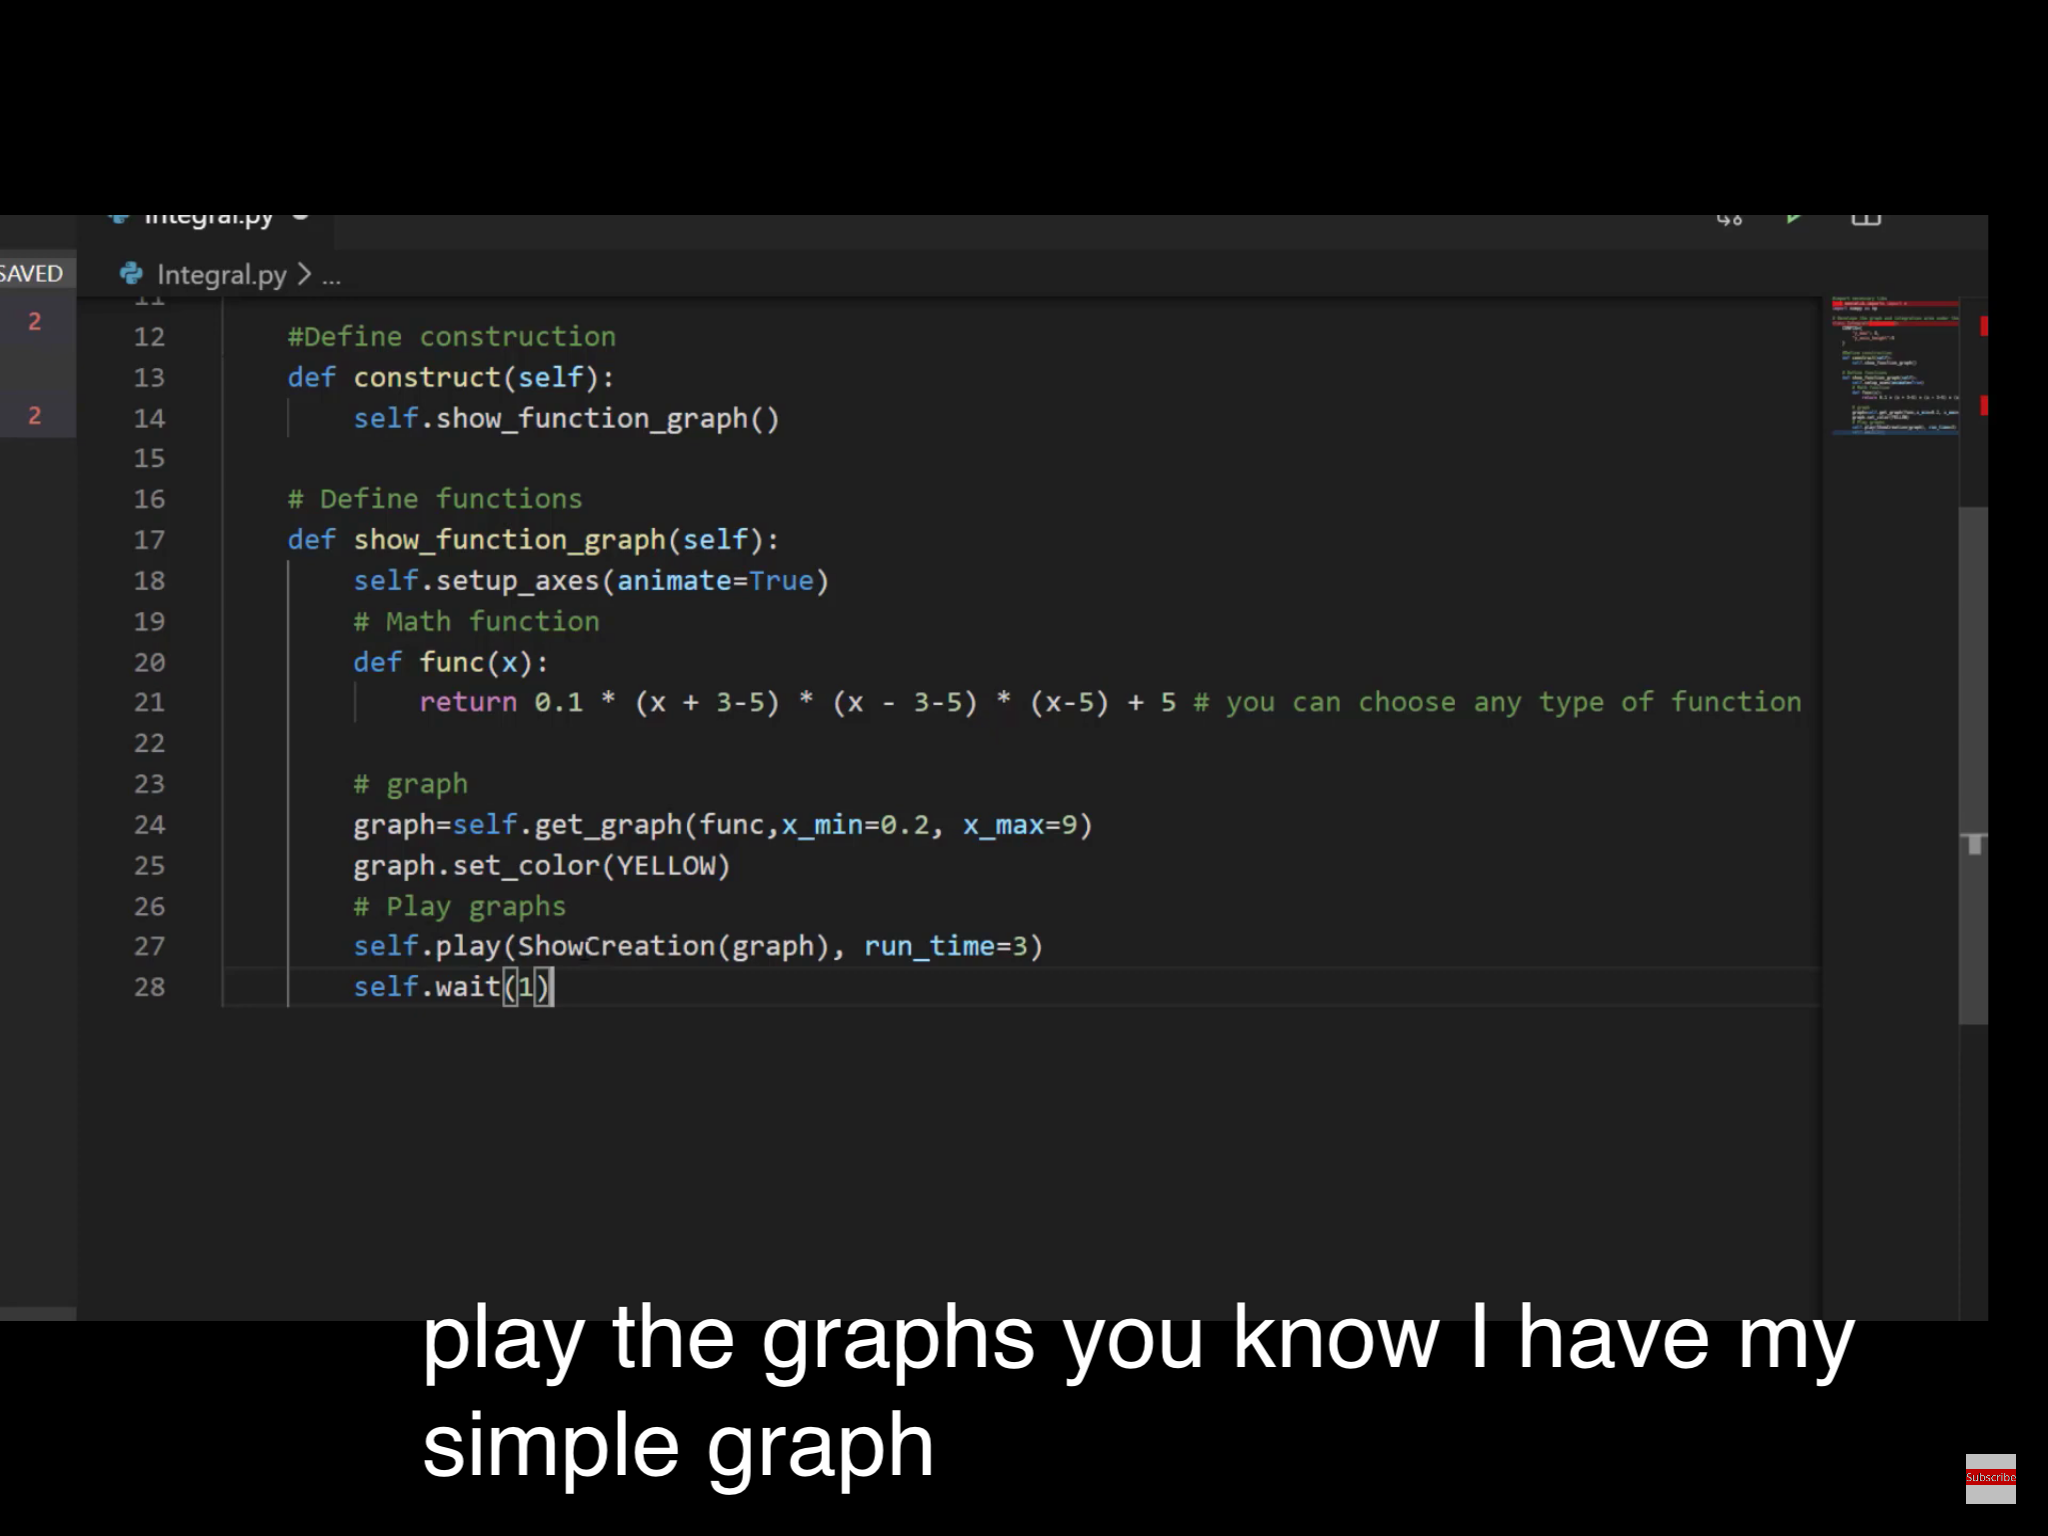 Integral.py
SAVED
Integral.py > ...
2
2
11
12 #Define construction
13 def construct(self):
14 self.show_function_graph()
15
16 # Define functions
17 def show_function_graph(self):
18 self.setup_axes(animate=True)
19 # Math function
20 def func(x):
21 return 0.1 * (x + 3-5) * (x - 3-5) * (x-5) + 5 # you can choose any type of function
22
23 # graph
24 graph=self.get_graph(func,x_min=0.2, x_max=9)
25 graph.set_color(YELLOW)
26 # Play graphs
27 self.play(ShowCreation(graph), run_time=3)
28 self.wait(1)
play the graphs you know I have my
simple graph
Subscribe